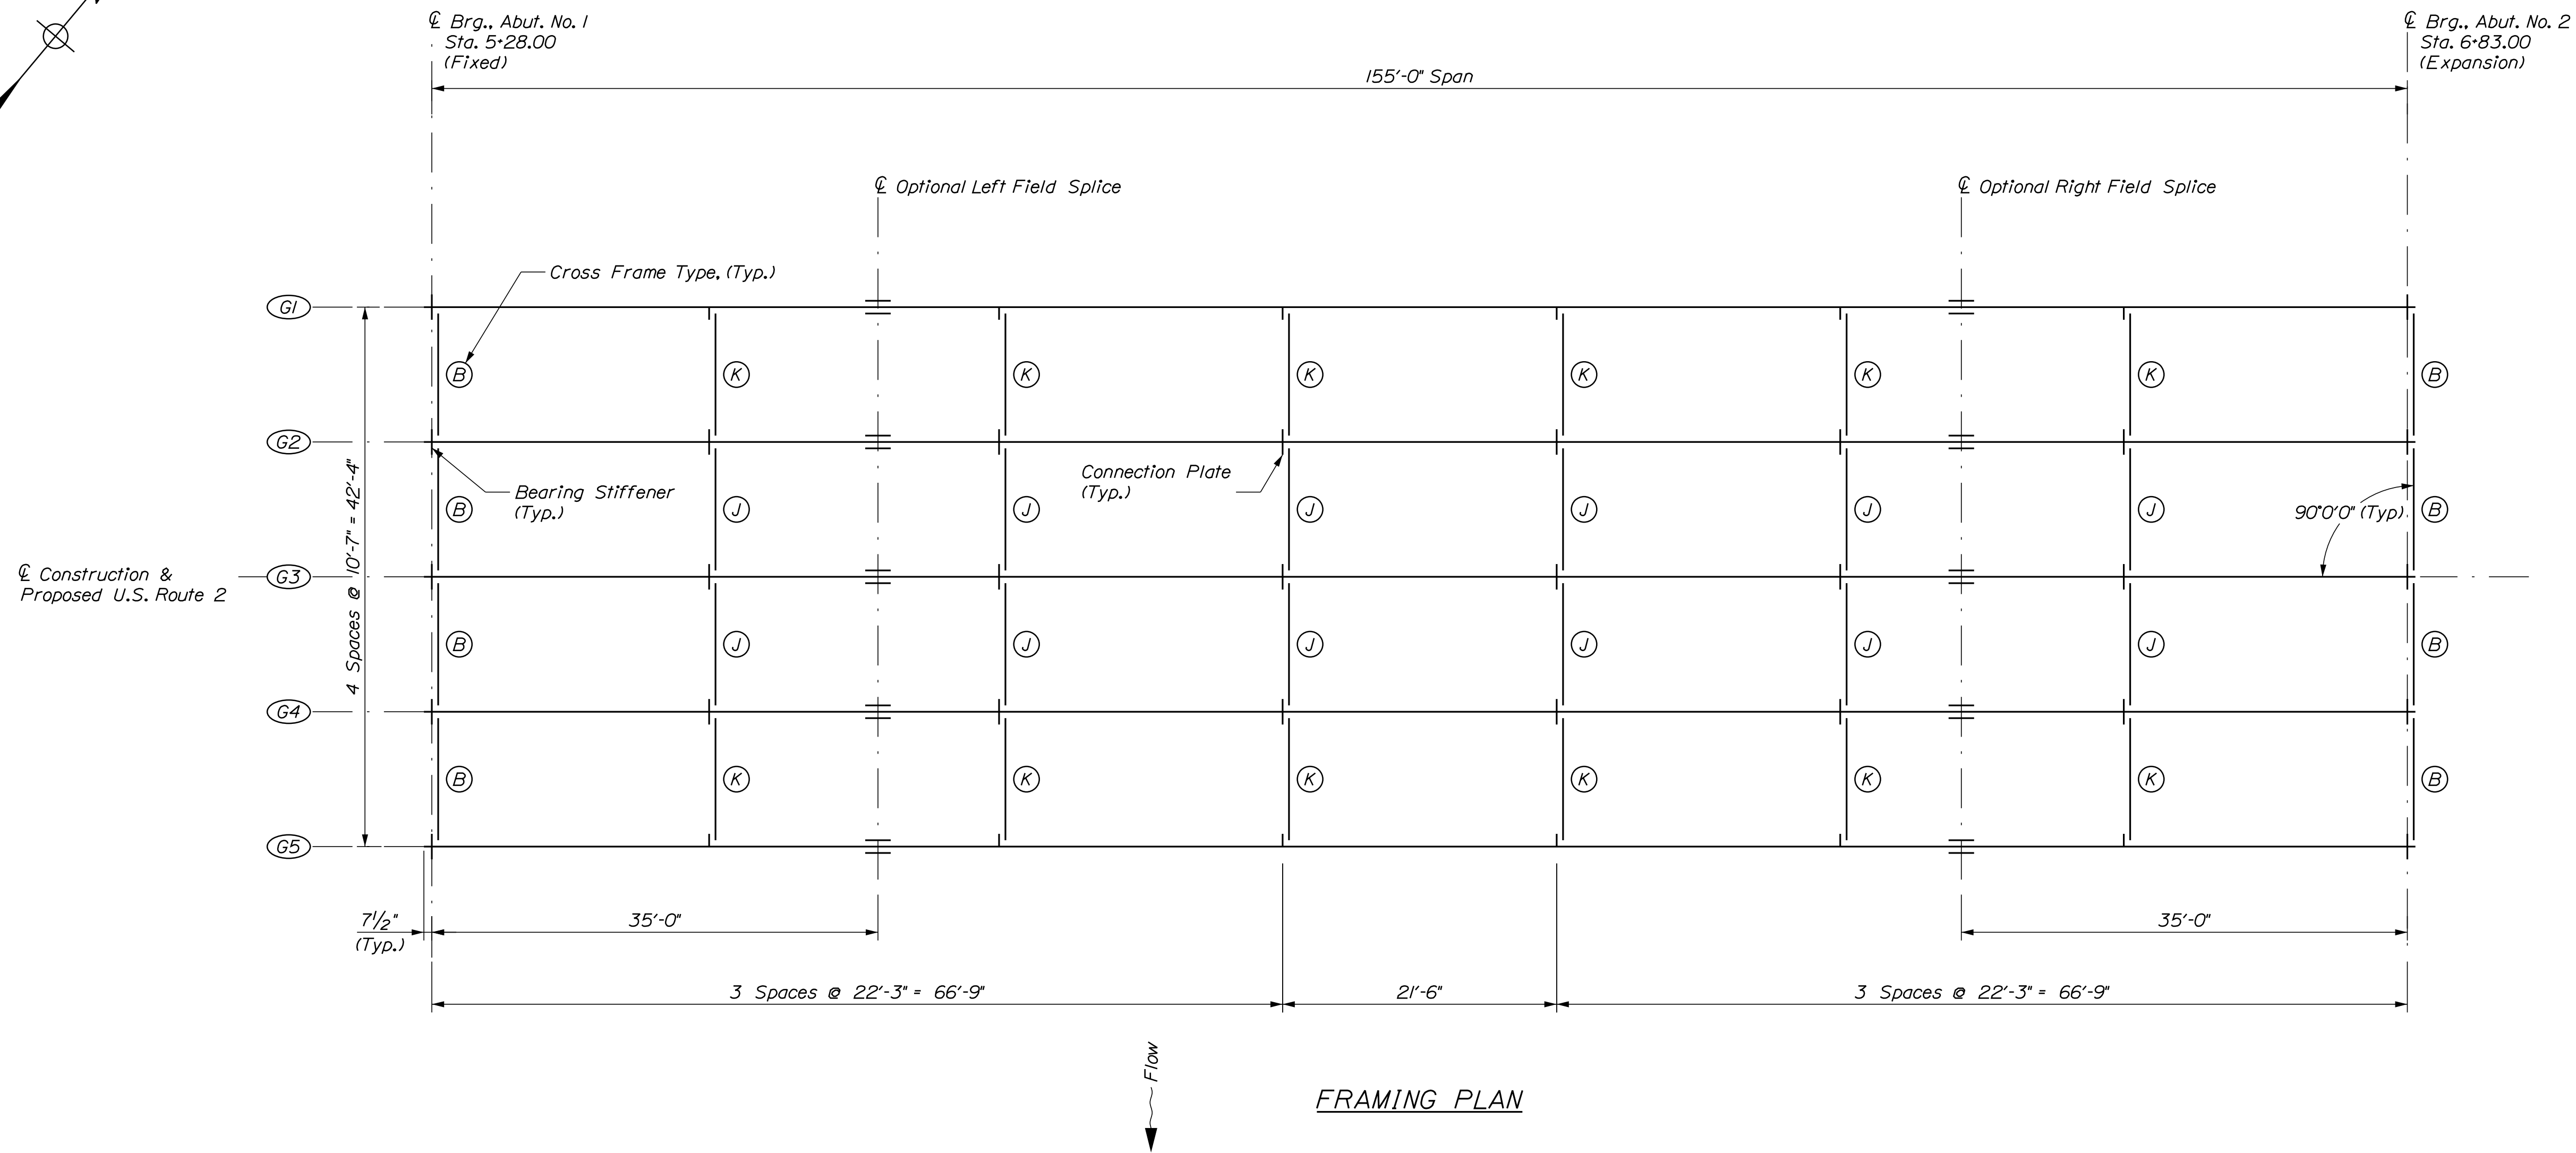 ℄ Brg., Abut. No. 1
Sta. 5+28.00
(Fixed)
℄ Brg., Abut. No. 2
Sta. 6+83.00
(Expansion)
155'-0" Span
℄ Optional Left Field Splice
℄ Optional Right Field Splice
Cross Frame Type, (Typ.)
G1
B K K K K K K B
G2
Bearing Stiffener
(Typ.)
Connection Plate
(Typ.)
B J J J J J J B
90°0'0" (Typ)
4 Spaces @ 10'-7" = 42'-4"
℄ Construction &
Proposed U.S. Route 2
G3
B J J J J J J B
G4
B K K K K K K B
G5
7 1/2"
(Typ.)
35'-0"
35'-0"
3 Spaces @ 22'-3" = 66'-9"
21'-6"
3 Spaces @ 22'-3" = 66'-9"
Flow
FRAMING PLAN